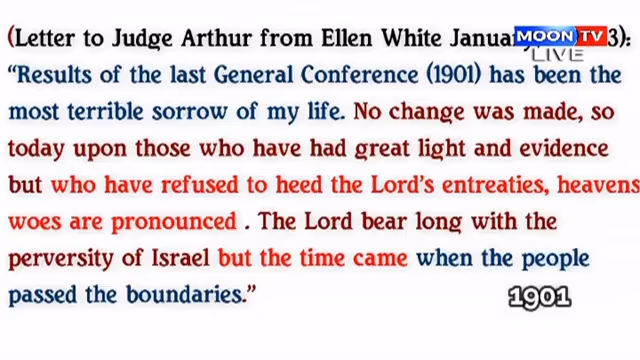 (Letter to Judge Arthur from Ellen White January 3):
MOON TV
LIVE
“Results of the last General Conference (1901) has been the
most terrible sorrow of my life. No change was made, so
today upon those who have had great light and evidence
but who have refused to heed the Lord's entreaties, heavens
woes are pronounced . The Lord bear long with the
perversity of Israel but the time came when the people
passed the boundaries.”
1901